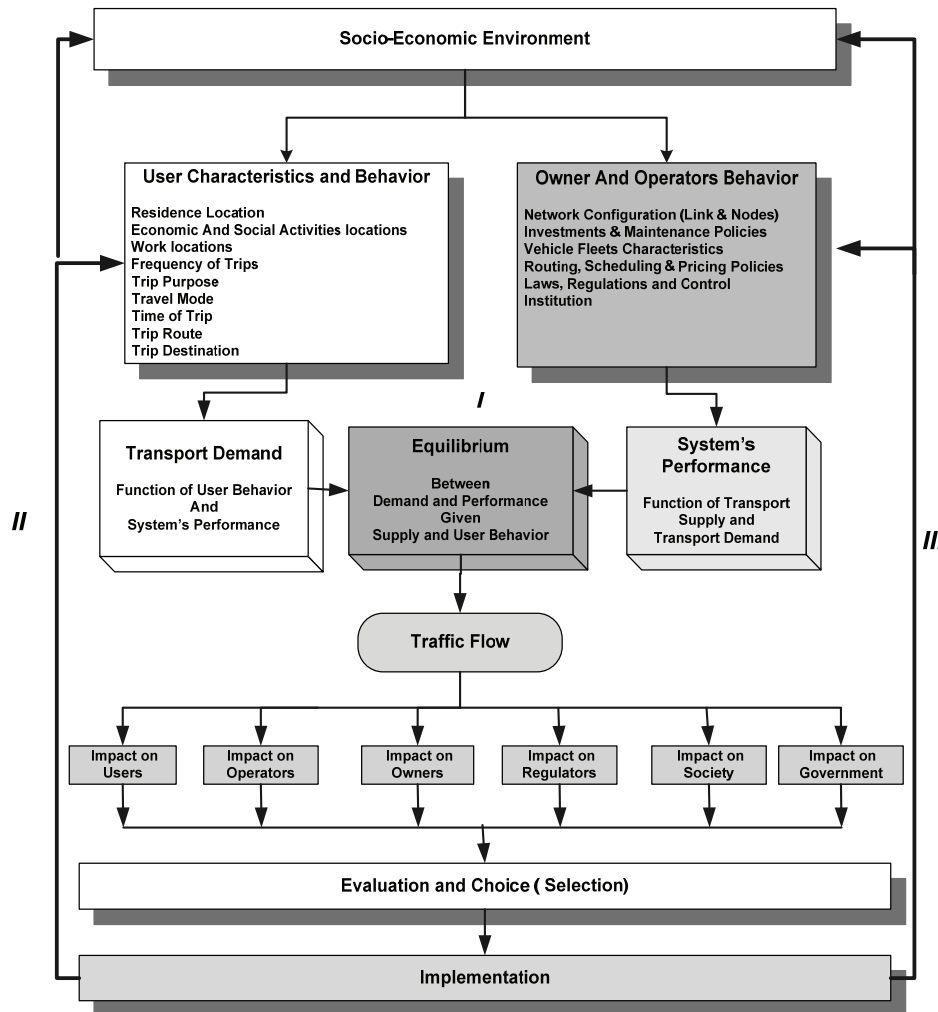 Socio-Economic Environment
User Characteristics and Behavior
Residence Location
Economic And Social Activities locations
Work locations
Frequency of Trips
Trip Purpose
Travel Mode
Time of Trip
Trip Route
Trip Destination
Owner And Operators Behavior
Network Configuration (Link & Nodes)
Investments & Maintenance Policies
Vehicle Fleets Characteristics
Routing, Scheduling & Pricing Policies
Laws, Regulations and Control
Institution
I
Transport Demand
Function of User Behavior
And
System's Performance
Equilibrium
Between
Demand and Performance
Given
Supply and User Behavior
System's
Performance
Function of Transport
Supply and
Transport Demand
II
Traffic Flow
Impact on
Users
Impact on
Operators
Impact on
Owners
Impact on
Regulators
Impact on
Society
Impact on
Government
Evaluation and Choice ( Selection)
Implementation